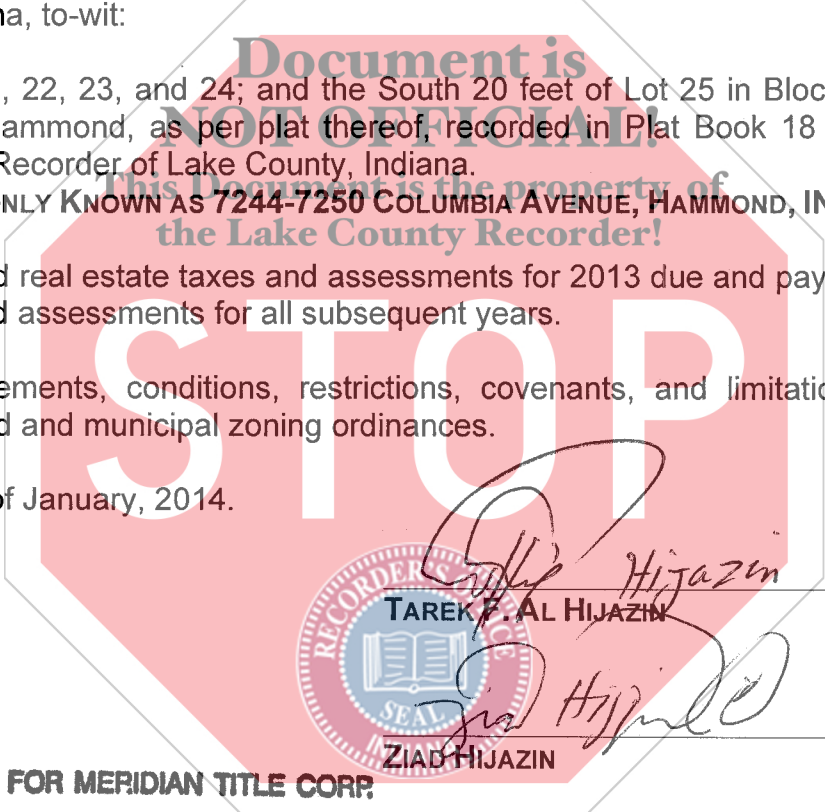 na, to-wit:
Document is
, 22, 23, and 24; and the South 20 feet of Lot 25 in Bloc
NOT OFFICIAL!
ammond, as per plat thereof, recorded in Plat Book 18
Recorder of Lake County, Indiana.
This Document is the property of
NLY KNOWN AS 7244-7250 COLUMBIA AVENUE, HAMMOND, IN
the Lake County Recorder!
d real estate taxes and assessments for 2013 due and pay
d assessments for all subsequent years.
STOP
ements, conditions, restrictions, covenants, and limitatio
d and municipal zoning ordinances.
of January, 2014.
Hijazin
RECORDER'S OFFICE
TAREK F. AL HIJAZIN
SEAL
INDIANA
ZIAD HIJAZIN
FOR MERIDIAN TITLE CORP.